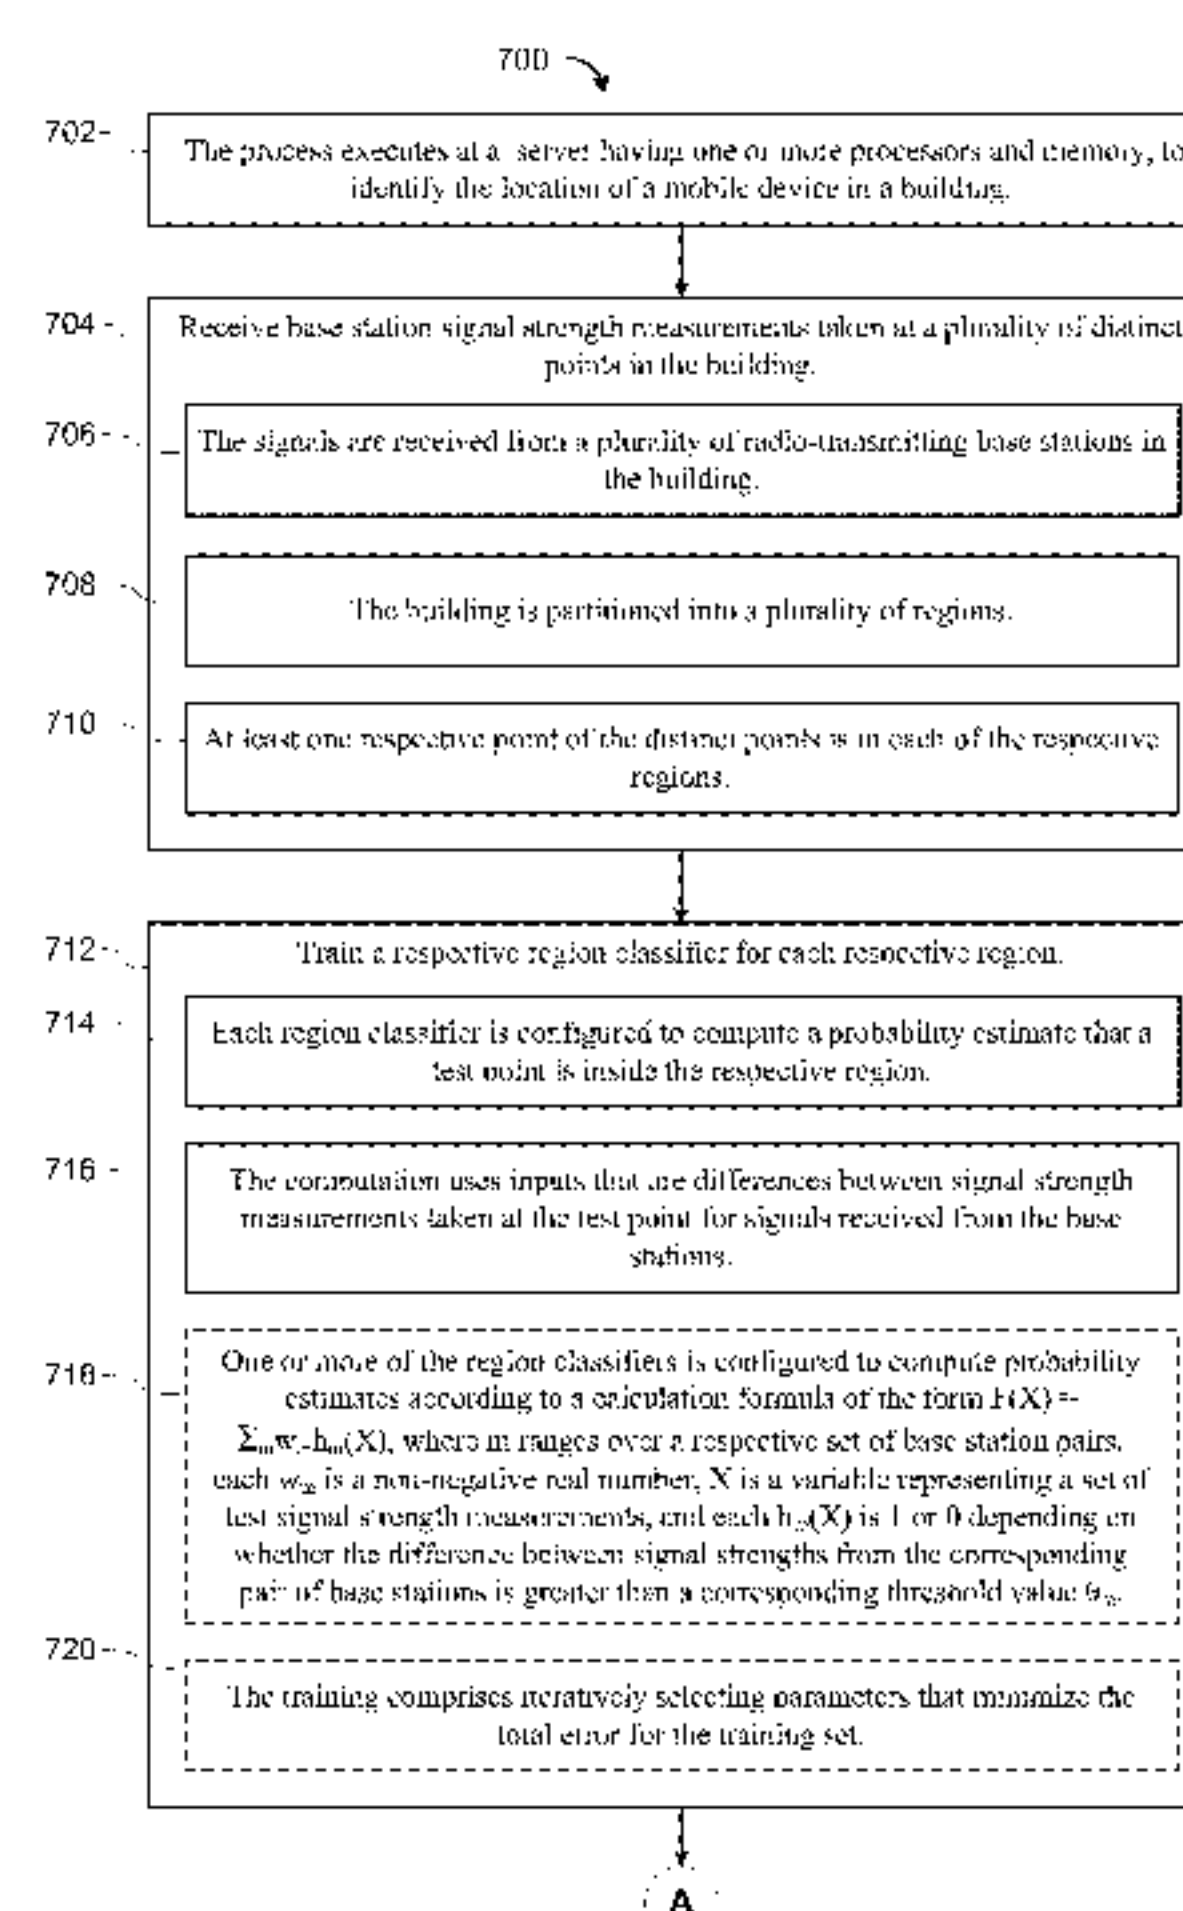 700
702
The process executes at a server having one or more processors and memory, to
identify the location of a mobile device in a building.
704
Receive base station signal strength measurements taken at a plurality of distinct
points in the building.
706
The signals are received from a plurality of radio-transmitting base stations in
the building.
708
The building is partitioned into a plurality of regions.
710
At least one respective point of the distinct points is in each of the respective
regions.
712
Train a respective region classifier for each respective region.
714
Each region classifier is configured to compute a probability estimate that a
test point is inside the respective region.
716
The computation uses inputs that are differences between signal strength
measurements taken at the test point for signals received from the base
stations.
718
One or more of the region classifiers is configured to compute probability
estimates according to a calculation formula of the form F(X) =
Σₘwₘhₘ(X), where m ranges over a respective set of base station pairs,
each wₘ is a non-negative real number, X is a variable representing a set of
test signal strength measurements, and each hₘ(X) is 1 or 0 depending on
whether the difference between signal strengths from the corresponding
pair of base stations is greater than a corresponding threshold value θₘ.
720
The training comprises iteratively selecting parameters that minimize the
total error for the training set.
A